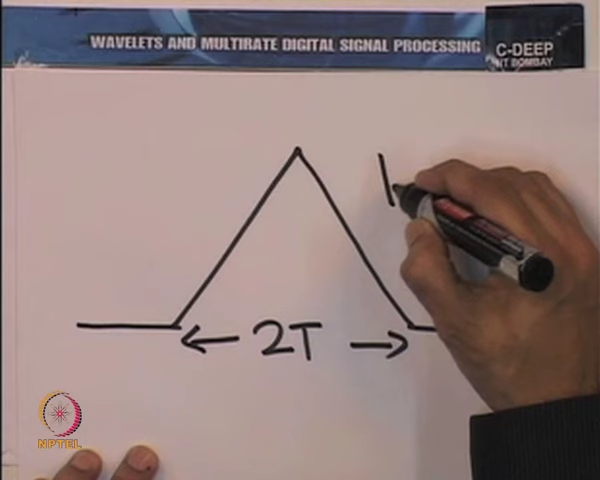 WAVELETS AND MULTIRATE DIGITAL SIGNAL PROCESSING
C-DEEP
IIT BOMBAY
2T
NPTEL